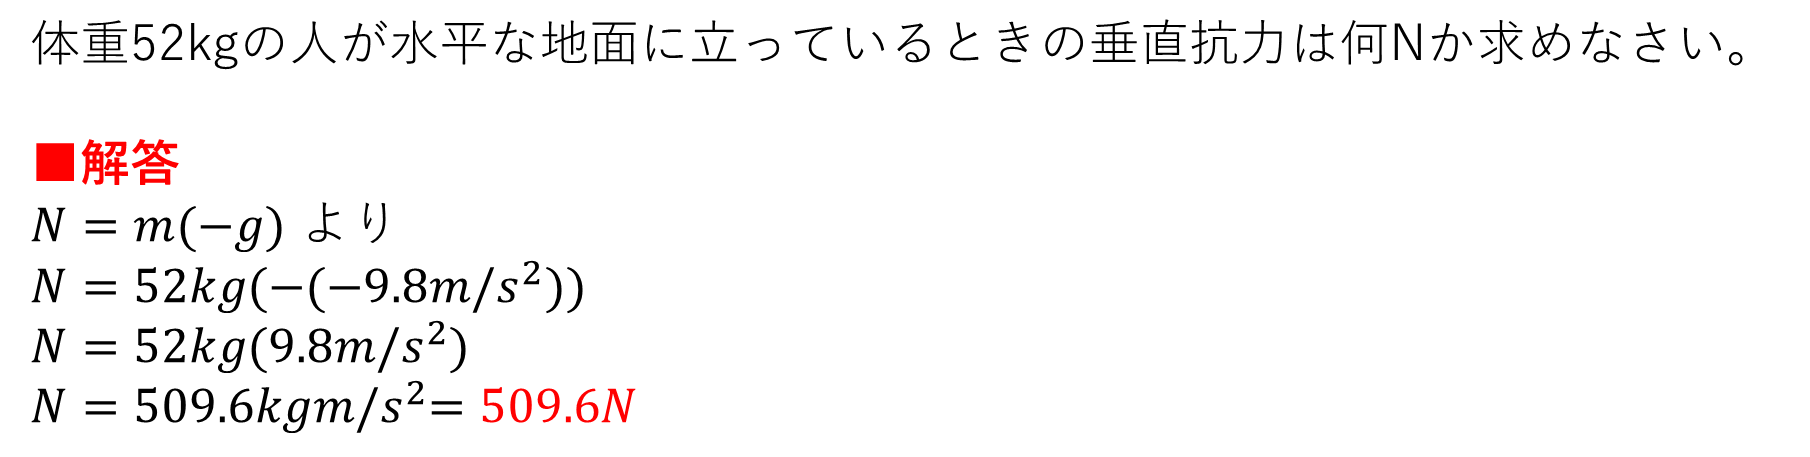 体重52kgの人が水平な地面に立っているときの垂直抗力は何Nか求めなさい。
■解答
N = m(−g) より
N = 52kg(−(−9.8m/s²))
N = 52kg(9.8m/s²)
N = 509.6kgm/s²= 509.6N